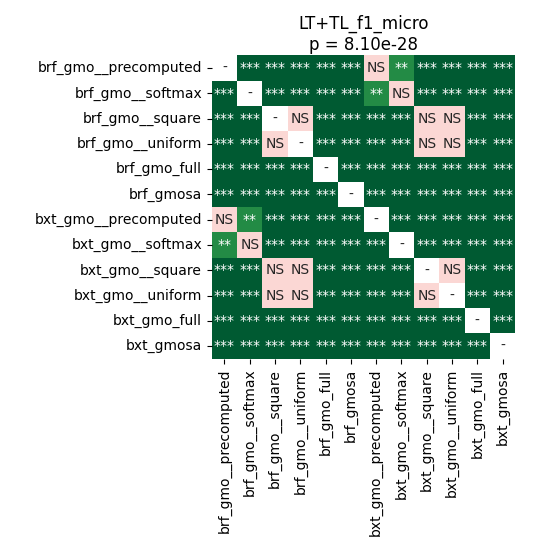 LT+TL_f1_micro
p = 8.10e-28
brf_gmo__precomputed - *** *** *** *** *** NS ** *** *** *** ***
brf_gmo__softmax *** - *** *** *** *** ** NS *** *** *** ***
brf_gmo__square *** *** - NS *** *** *** *** NS NS *** ***
brf_gmo__uniform *** *** NS - *** *** *** *** NS NS *** ***
brf_gmo_full *** *** *** *** - *** *** *** *** *** *** ***
brf_gmosa *** *** *** *** *** - *** *** *** *** *** ***
bxt_gmo__precomputed NS ** *** *** *** *** - *** *** *** *** ***
bxt_gmo__softmax ** NS *** *** *** *** *** - *** *** *** ***
bxt_gmo__square *** *** NS NS *** *** *** *** - NS *** ***
bxt_gmo__uniform *** *** NS NS *** *** *** *** NS - *** ***
bxt_gmo_full *** *** *** *** *** *** *** *** *** *** - ***
bxt_gmosa *** *** *** *** *** *** *** *** *** *** *** -
brf_gmo__precomputed
brf_gmo__softmax
brf_gmo__square
brf_gmo__uniform
brf_gmo_full
brf_gmosa
bxt_gmo__precomputed
bxt_gmo__softmax
bxt_gmo__square
bxt_gmo__uniform
bxt_gmo_full
bxt_gmosa